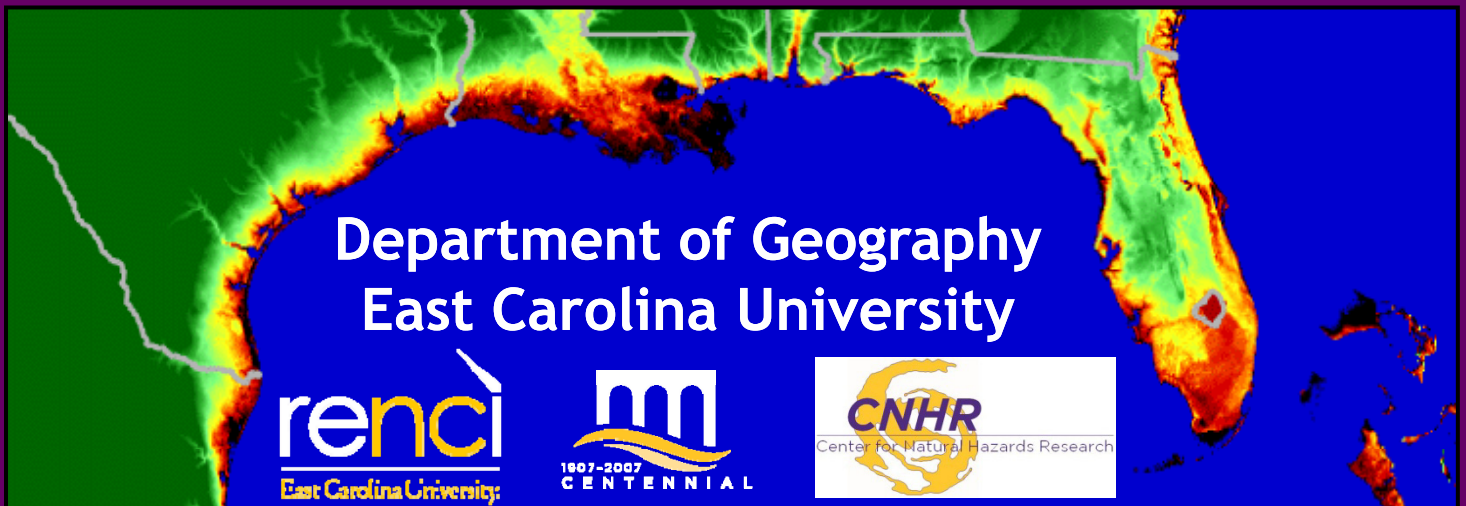 Department of Geography
East Carolina University
renci
East Carolina University:
1907-2007
CENTENNIAL
CNHR
Center for Natural Hazards Research